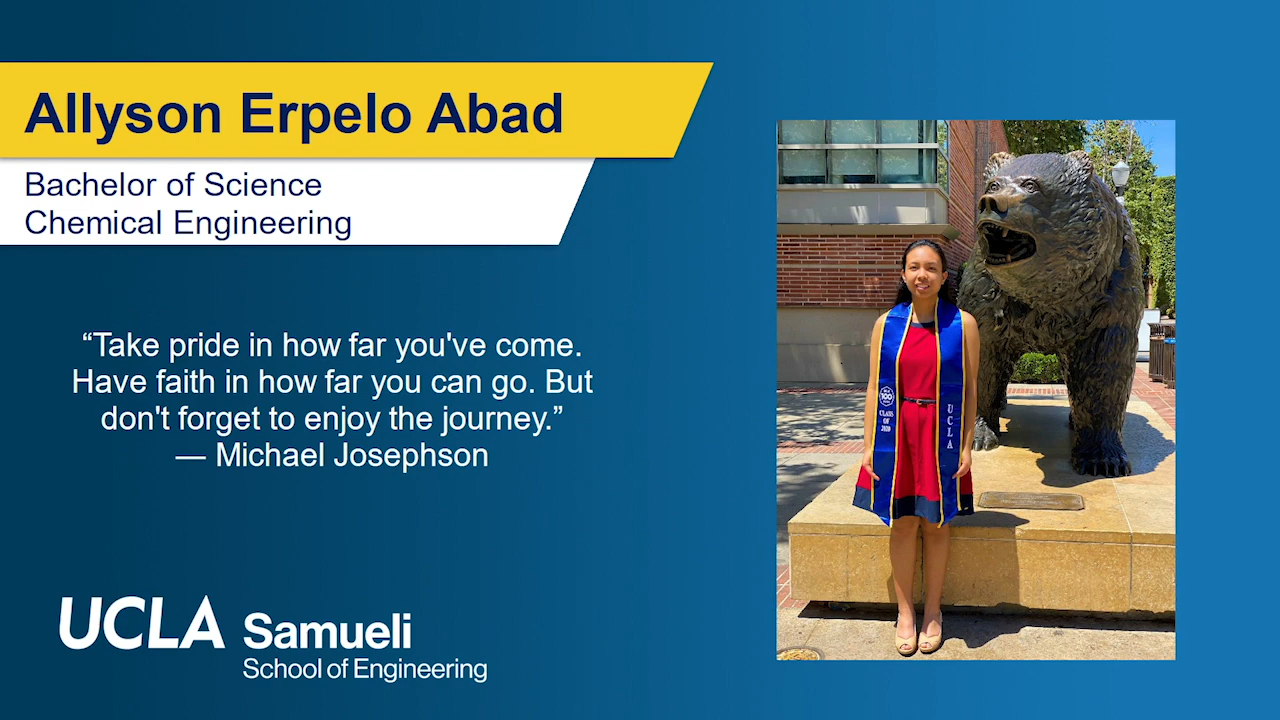 Allyson Erpelo Abad
Bachelor of Science
Chemical Engineering
“Take pride in how far you've come.
Have faith in how far you can go. But
don't forget to enjoy the journey.”
— Michael Josephson
UCLA Samueli
School of Engineering
100
CLASS
OF
2020
UCLA